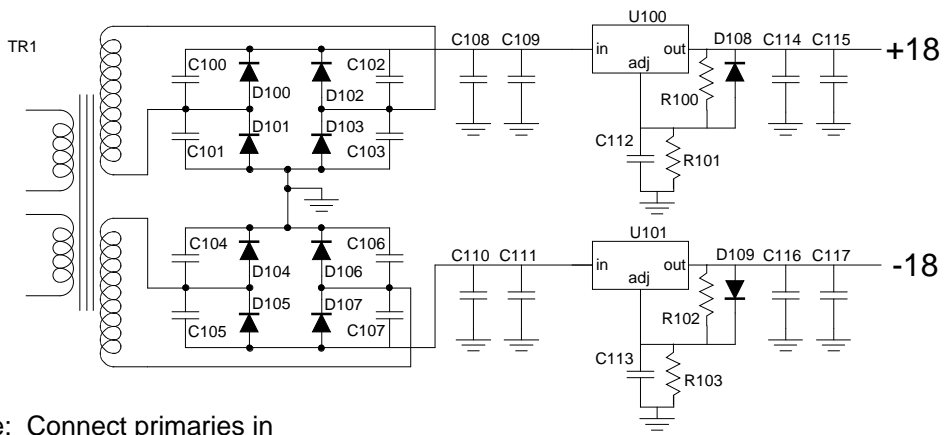 TR1
C100
D100
D102
C102
C101
D101
D103
C103
C108
C109
U100
in
out
adj
D108
C114
C115
+18
R100
C112
R101
C104
D104
D106
C106
C105
D105
D107
C107
C110
C111
U101
in
out
adj
D109
C116
C117
-18
R102
C113
R103
e: Connect primaries in